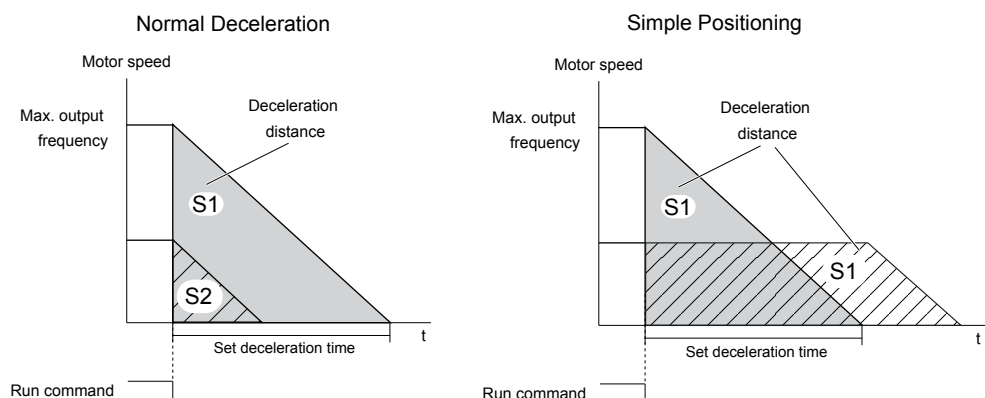 Normal Deceleration
Motor speed
Max. output
frequency
Deceleration
distance
S1
S2
t
Set deceleration time
Run command
Simple Positioning
Motor speed
Max. output
frequency
Deceleration
distance
S1
S1
t
Set deceleration time
Run command